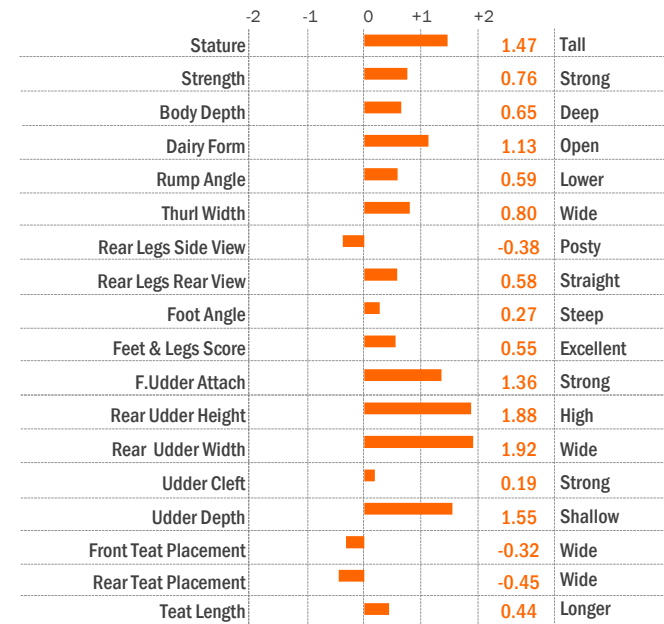 -2 -1 0 +1 +2
Stature 1.47 Tall
Strength 0.76 Strong
Body Depth 0.65 Deep
Dairy Form 1.13 Open
Rump Angle 0.59 Lower
Thurl Width 0.80 Wide
Rear Legs Side View -0.38 Posty
Rear Legs Rear View 0.58 Straight
Foot Angle 0.27 Steep
Feet & Legs Score 0.55 Excellent
F.Udder Attach 1.36 Strong
Rear Udder Height 1.88 High
Rear Udder Width 1.92 Wide
Udder Cleft 0.19 Strong
Udder Depth 1.55 Shallow
Front Teat Placement -0.32 Wide
Rear Teat Placement -0.45 Wide
Teat Length 0.44 Longer